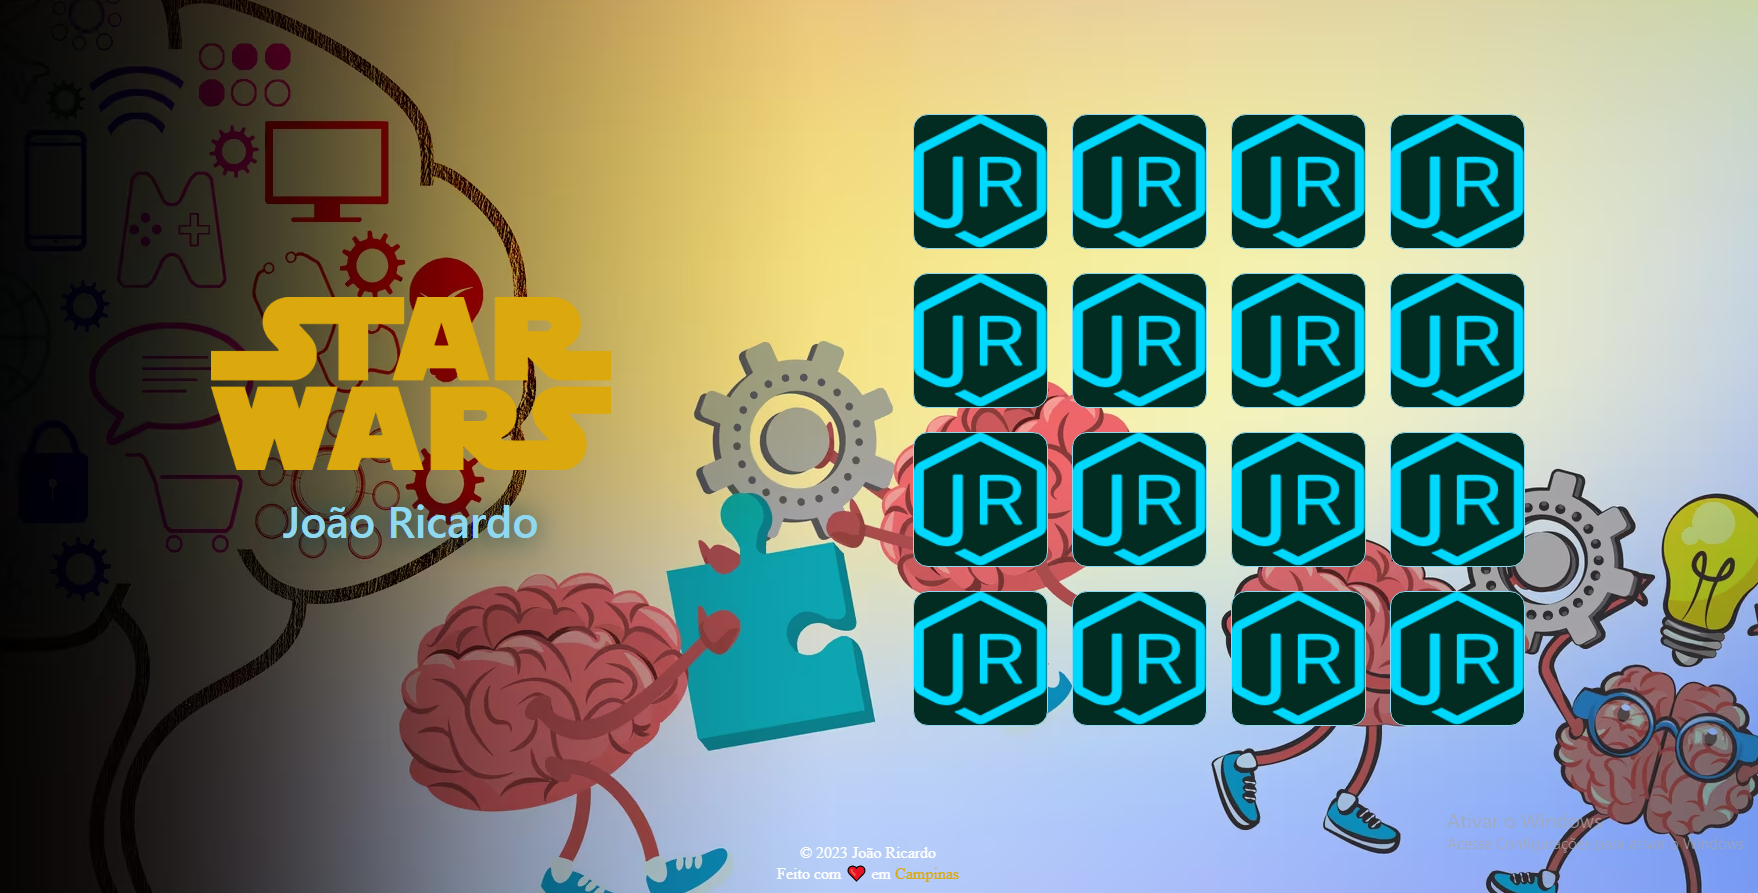 STAR
WARS
João Ricardo
JR JR JR JR
JR JR JR JR
JR JR JR JR
JR JR JR JR
© 2023 João Ricardo
Feito com ❤ em Campinas
Ativar o Windows
Acesse Configurações para ativar o Windows